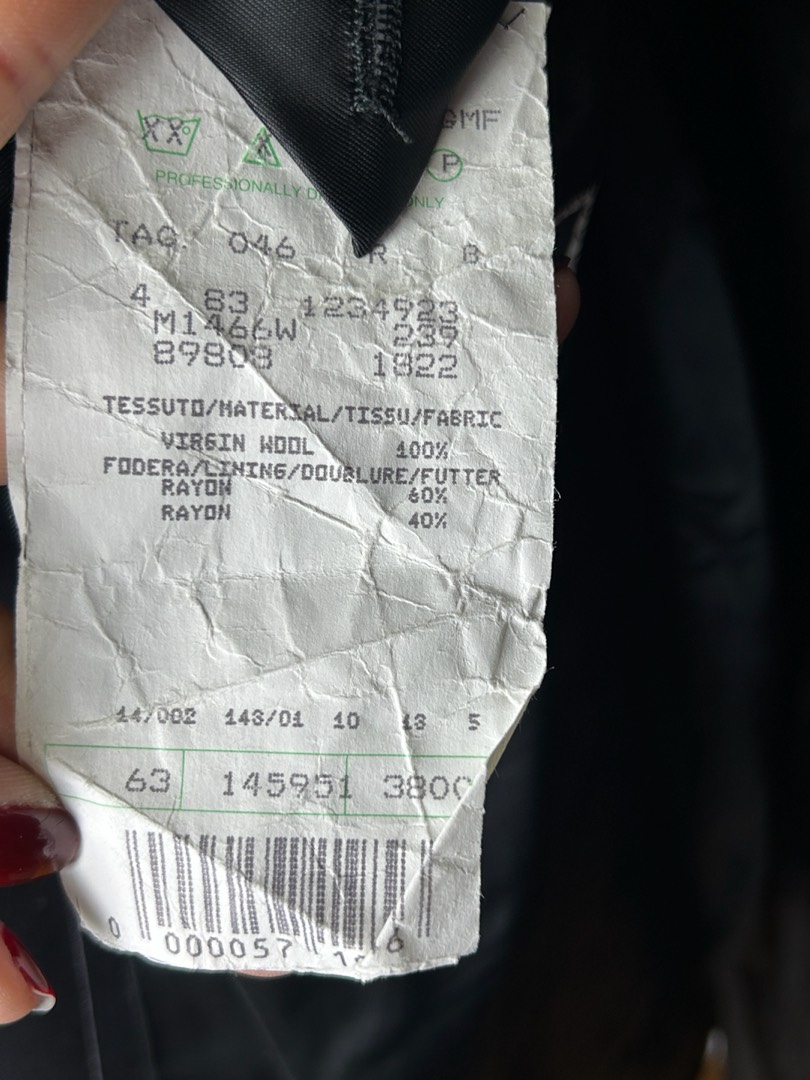 GMF
P
PROFESSIONALLY D ONLY
TAG. 046 R B
4 83 1234923
M1466W 239
89808 1822
TESSUTO/MATERIAL/TISSU/FABRIC
VIRGIN WOOL 100%
FODERA/LINING/DOUBLURE/FUTTER
RAYON 60%
RAYON 40%
14/002 143/01 10 13 5
63 145951 380
0 000057 6